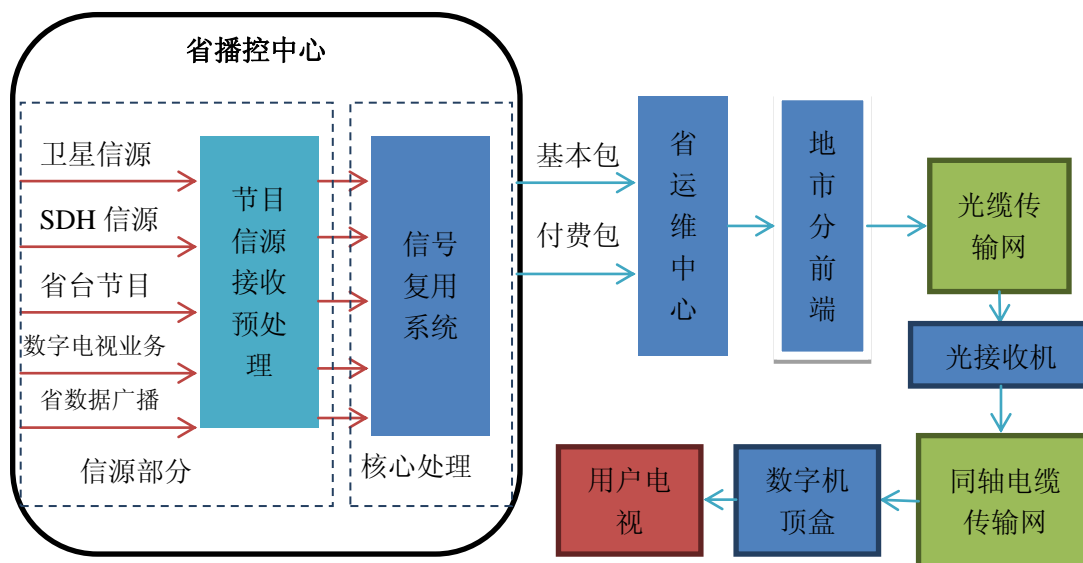 省播控中心
卫星信源
SDH 信源
省台节目
数字电视业务
省数据广播
节目
信源
接收
预处
理
信源部分
信号
复用
系统
核心处理
基本包
付费包
省
运
维
中
心
地
市
分
前
端
光缆传
输网
光接收机
同轴电缆
传输网
数字机
顶盒
用户电
视